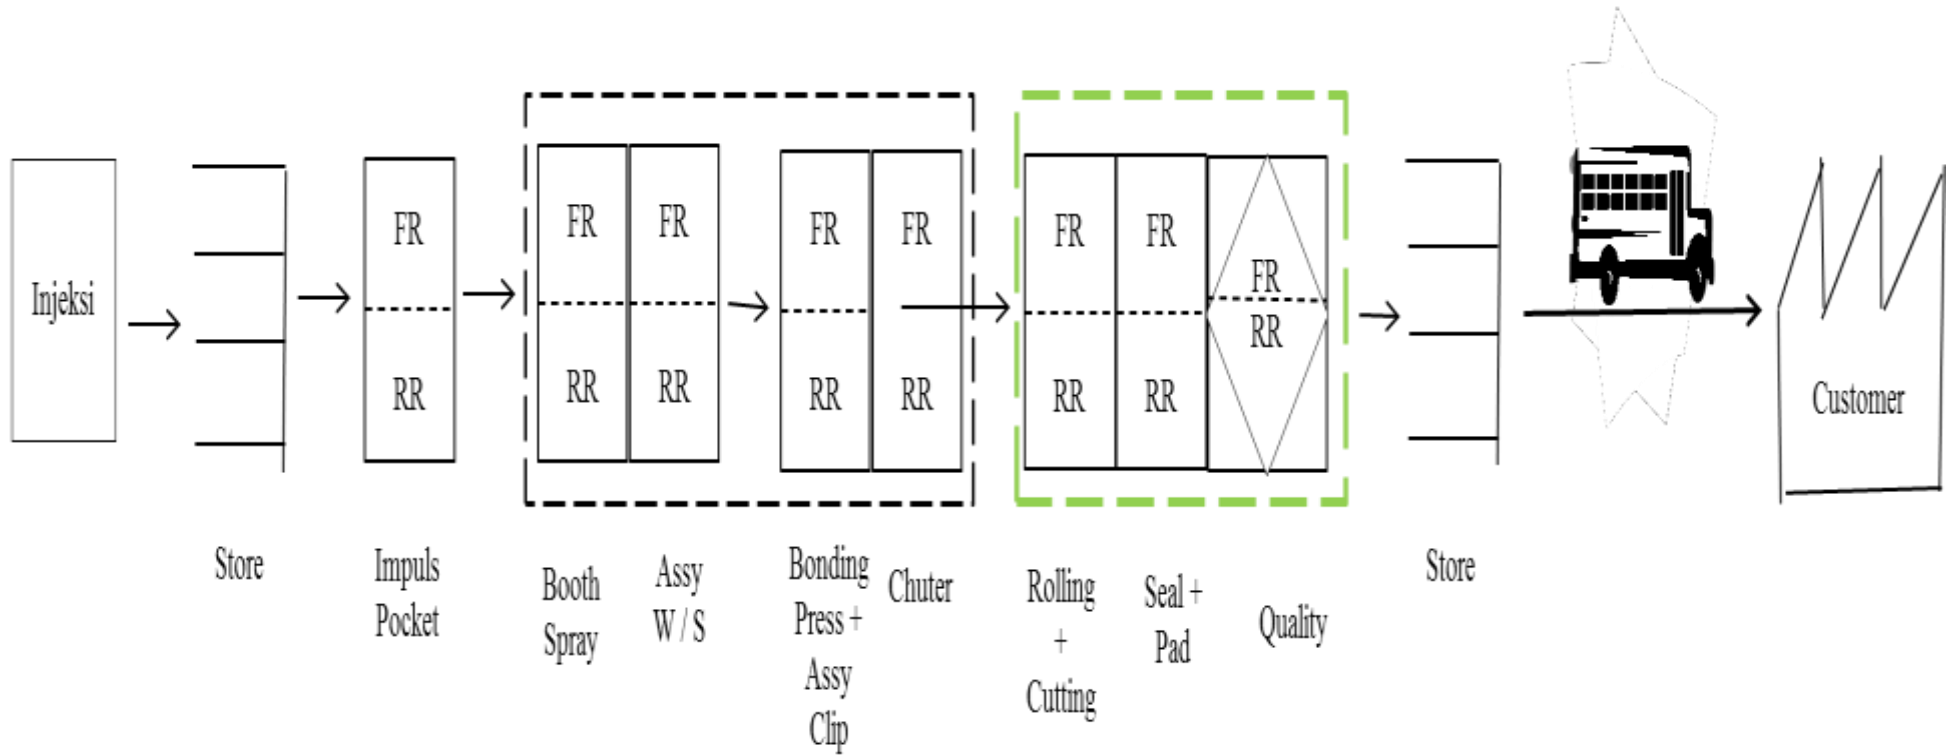 Injeksi
FR
RR
FR
RR
FR
RR
FR
RR
FR
RR
FR
RR
FR
RR
FR
RR
Customer
Store
Impuls
Pocket
Booth
Spray
Assy
W / S
Bonding
Press +
Assy
Clip
Chuter
Rolling
+
Cutting
Seal +
Pad
Quality
Store